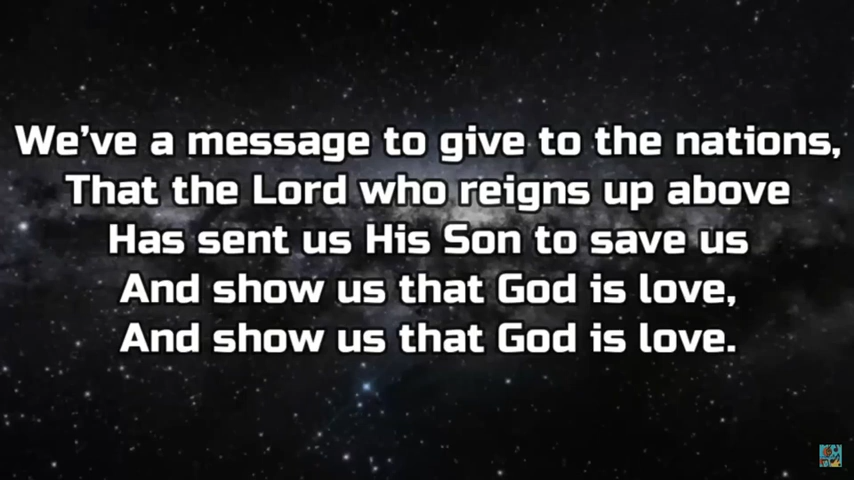 We've a message to give to the nations,
That the Lord who reigns up above
Has sent us His Son to save us
And show us that God is love,
And show us that God is love.